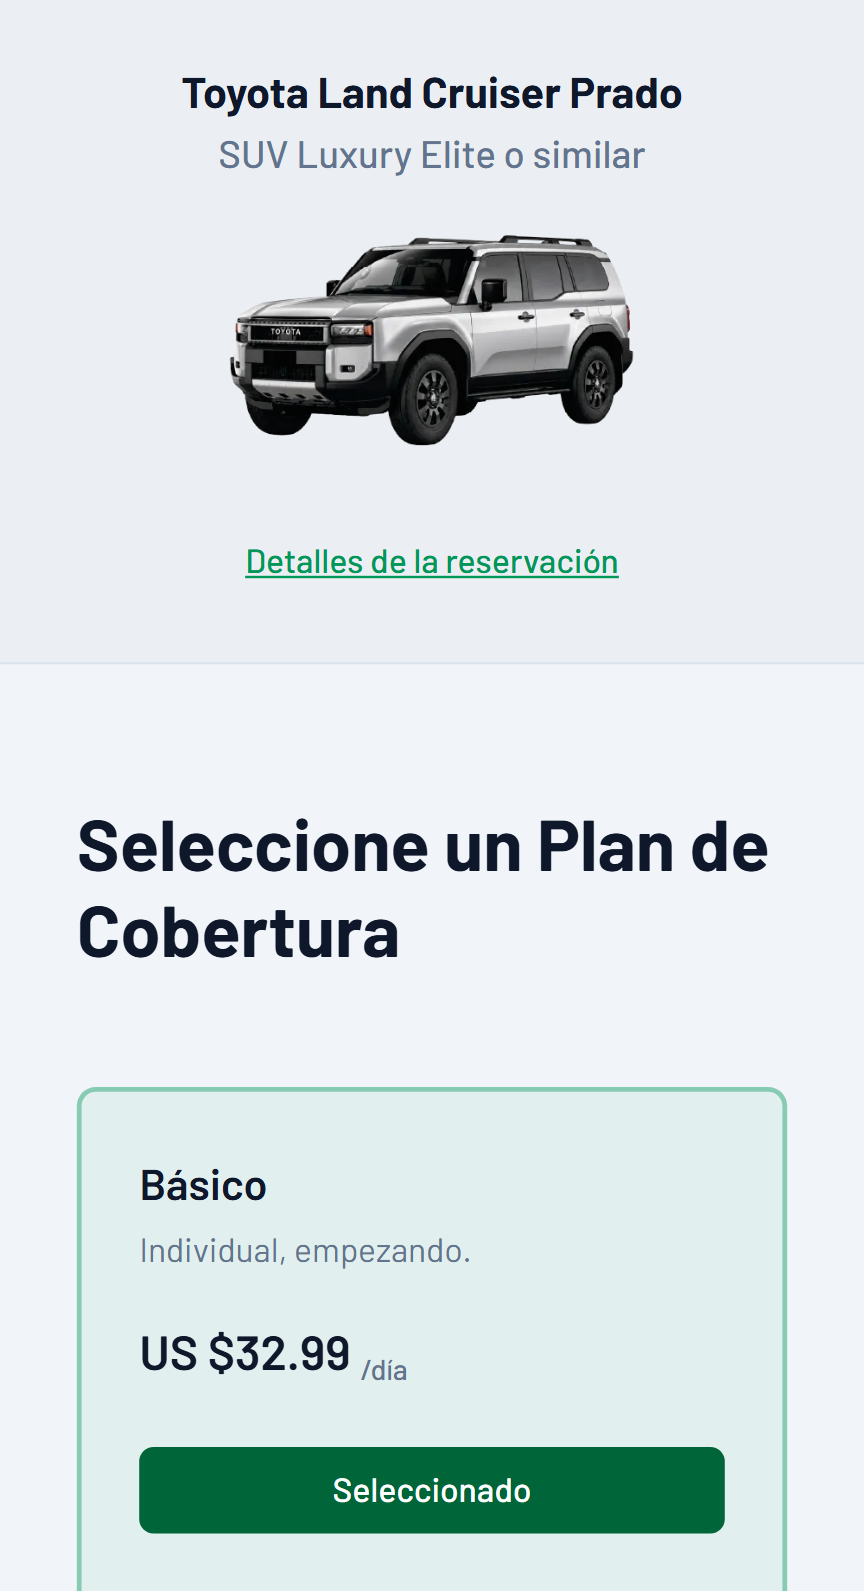 Toyota Land Cruiser Prado
SUV Luxury Elite o similar
TOYOTA
Detalles de la reservación
Seleccione un Plan de
Cobertura
Básico
Individual, empezando.
US $32.99 /día
Seleccionado